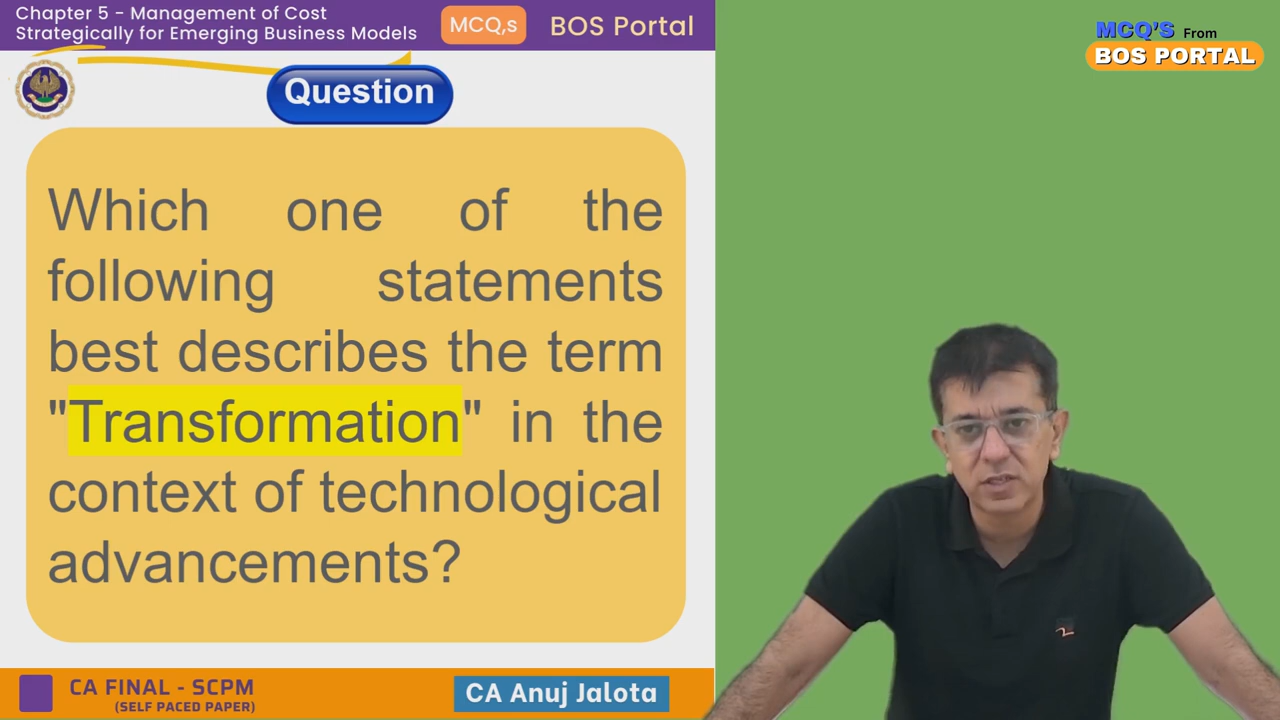 Chapter 5 - Management of Cost
Strategically for Emerging Business Models
MCQ,s
BOS Portal
MCQ'S From
BOS PORTAL
Question
Which one of the
following statements
best describes the term
"Transformation" in the
context of technological
advancements?
CA FINAL - SCPM
(SELF PACED PAPER)
CA Anuj Jalota